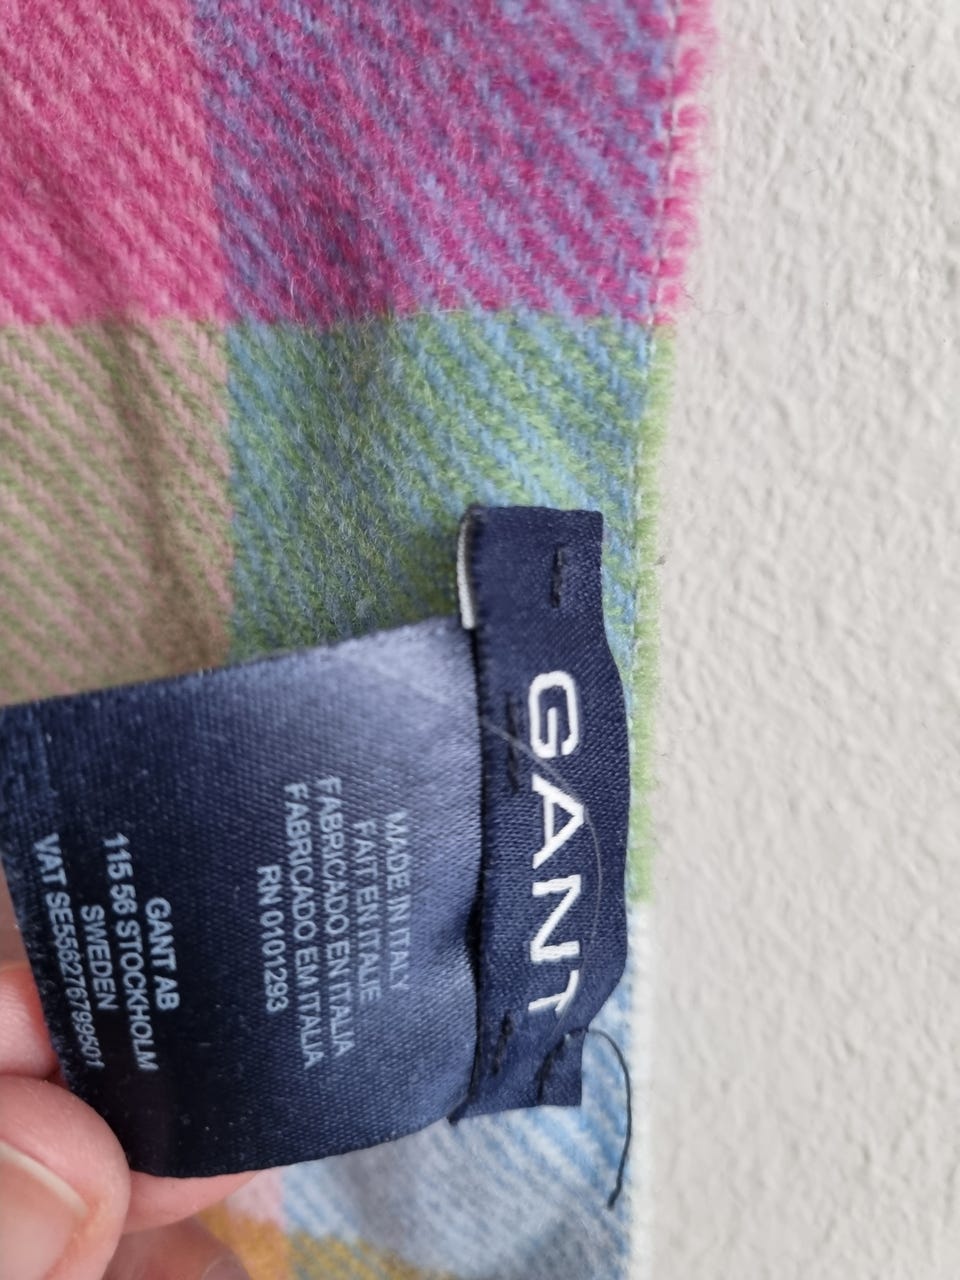 GANT
MADE IN ITALY
FAIT EN ITALIE
FABRICADO EN ITALIA
FABRICADO EM ITALIA
RN 0101293
GANT AB
115 56 STOCKHOLM
SWEDEN
VAT SE556276799501